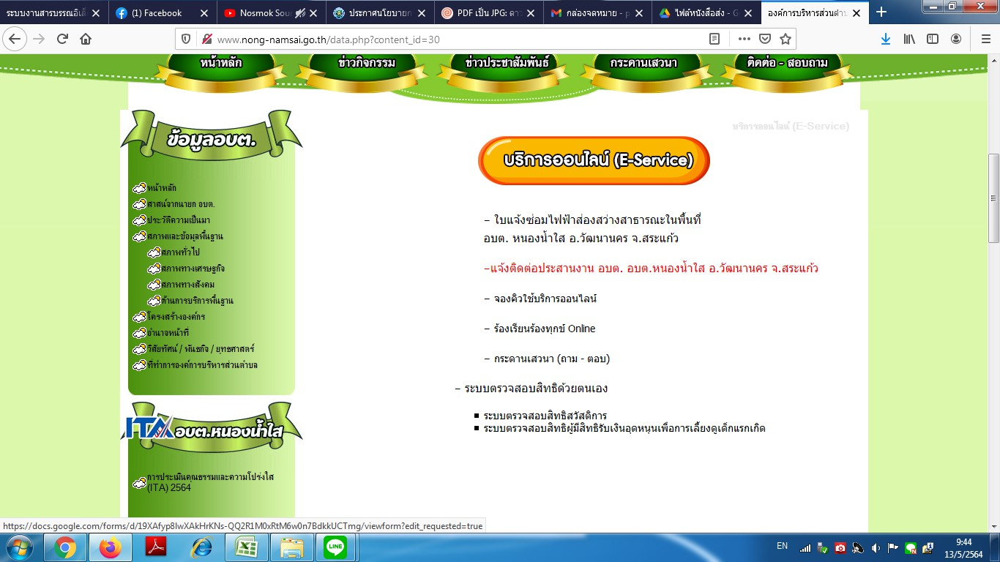 ระบบงานสารบรรณอิเล็
(1) Facebook
Nosmok Sou
ประกาศนโยบายก
PDF เป็น JPG: ดาว
กล่องจดหมาย - p
ไฟล์หนังสือส่ง - G
องค์การบริหารส่วนตำบ
www.nong-namsai.go.th/data.php?content_id=30
หน้าหลัก
ข่าวกิจกรรม
ข่าวประชาสัมพันธ์
กระดานเสวนา
ติดต่อ - สอบถาม
ข้อมูลอบต.
หน้าหลัก
สาสน์จากนายก อบต.
ประวัติความเป็นมา
สภาพและข้อมูลพื้นฐาน
สภาพทั่วไป
สภาพทางเศรษฐกิจ
สภาพทางสังคม
ด้านการบริการพื้นฐาน
โครงสร้างองค์กร
อำนาจหน้าที่
วิสัยทัศน์ / พันธกิจ / ยุทธศาสตร์
ที่ทำการองค์การบริหารส่วนตำบล
ITA อบต.หนองน้ำใส
การประเมินคุณธรรมและความโปร่งใส
(ITA) 2564
บริการออนไลน์ (E-Service)
บริการออนไลน์ (E-Service)
– ใบแจ้งซ่อมไฟฟ้าส่องสว่างสาธารณะในพื้นที่
อบต. หนองน้ำใส อ.วัฒนานคร จ.สระแก้ว
–แจ้งติดต่อประสานงาน อบต. อบต.หนองน้ำใส อ.วัฒนานคร จ.สระแก้ว
– จองคิวใช้บริการออนไลน์
– ร้องเรียนร้องทุกข์ Online
– กระดานเสวนา (ถาม - ตอบ)
– ระบบตรวจสอบสิทธิด้วยตนเอง
ระบบตรวจสอบสิทธิสวัสดิการ
ระบบตรวจสอบสิทธิผู้มีสิทธิรับเงินอุดหนุนเพื่อการเลี้ยงดูเด็กแรกเกิด
https://docs.google.com/forms/d/19XAfyp8IwXAkHrKNs-QQ2R1M0xRtM6w0n7BdkkUCTmg/viewform?edit_requested=true
LINE
EN
9:44
13/5/2564